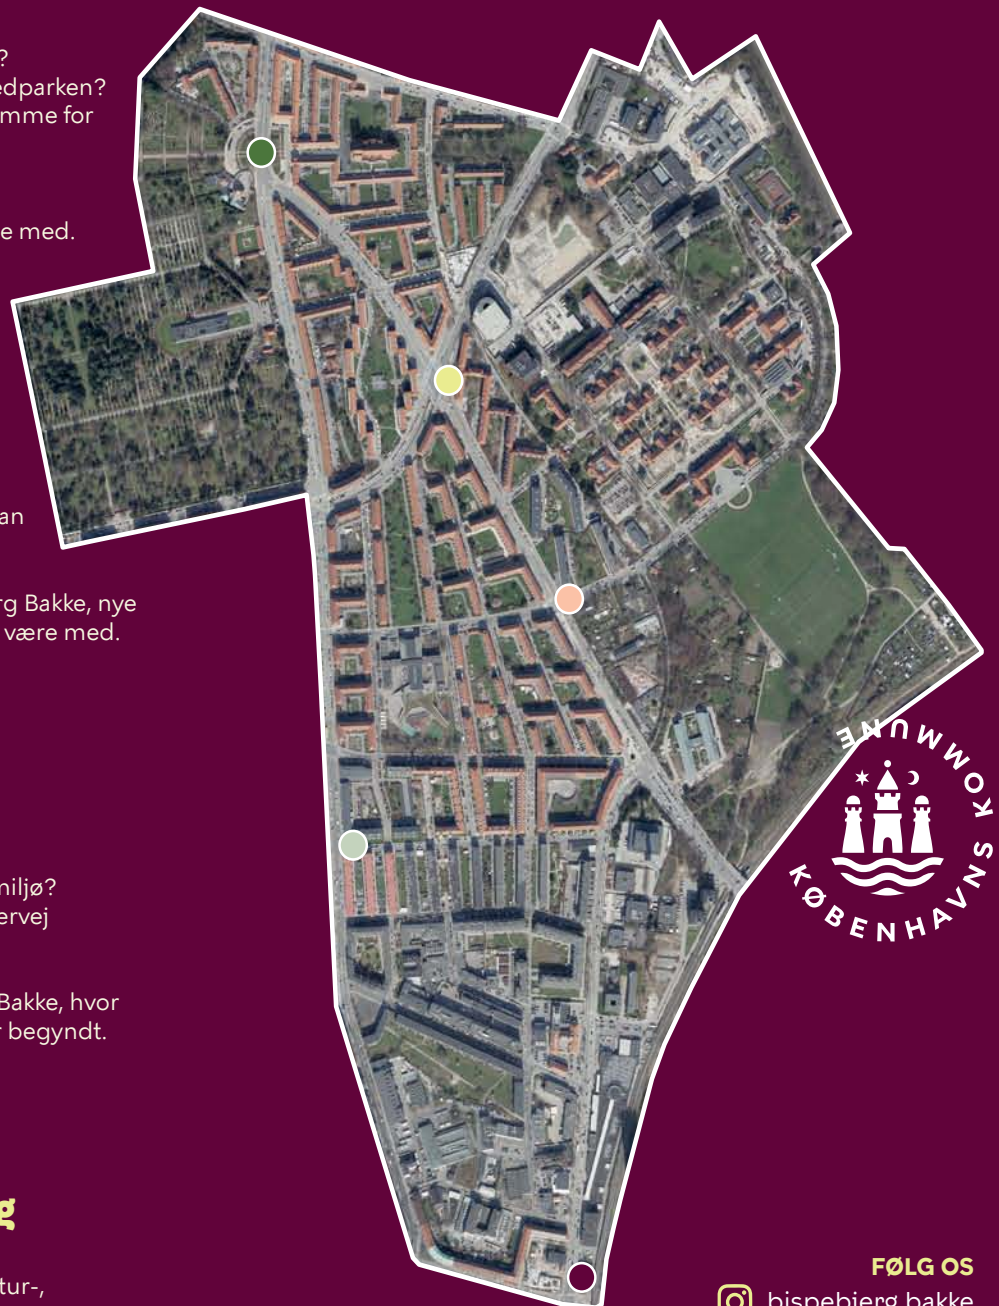 ?
edparken?
mme for
e med.
an
rg Bakke, nye
være med.
niljø?
ervej
Bakke, hvor
r begyndt.
g
tur-,
KØBENHAVNS KOMMUNE
FØLG OS
bispebjerg.bakke